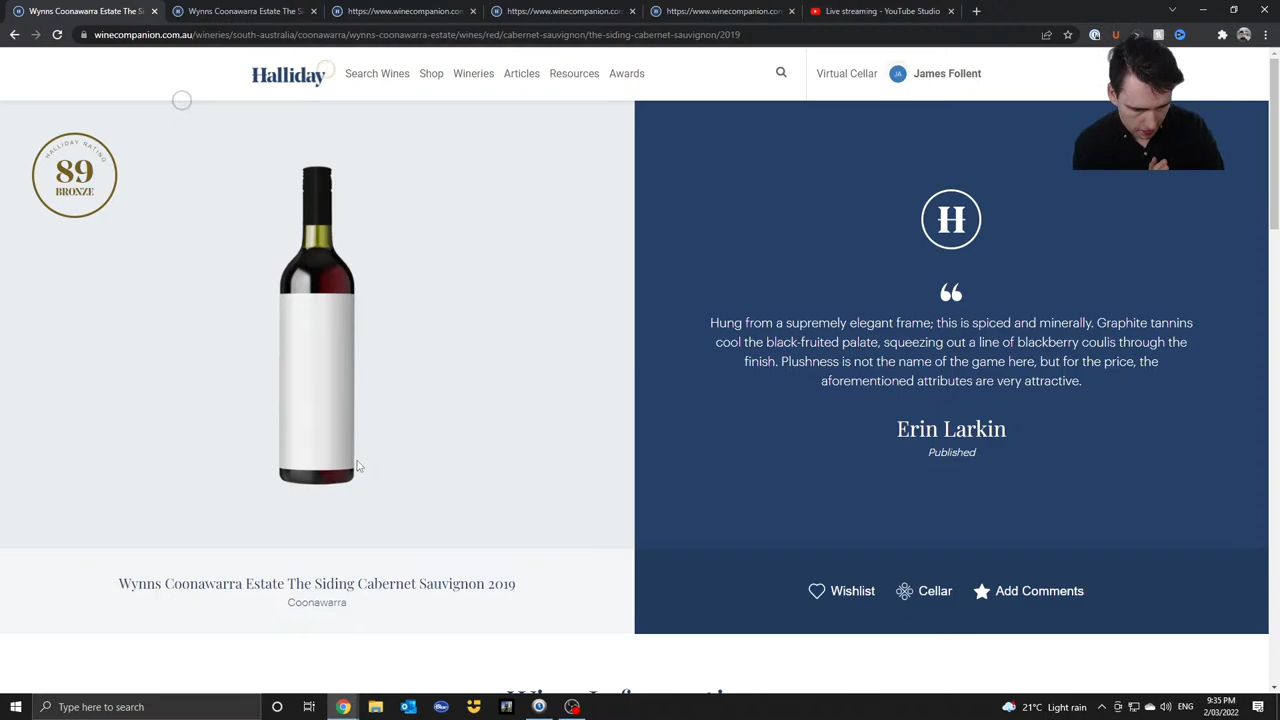 Wynns Coonawarra Estate The Si
Wynns Coonawarra Estate The S
https://www.winecompanion.com
https://www.winecompanion.com
https://www.winecompanion.com
Live streaming - YouTube Studio
winecompanion.com.au/wineries/south-australia/coonawarra/wynns-coonawarra-estate/wines/red/cabernet-sauvignon/the-siding-cabernet-sauvignon/2019
Halliday Search Wines Shop Wineries Articles Resources Awards Virtual Cellar JA James Follent
HALLIDAY RATING
89
BRONZE
H
Hung from a supremely elegant frame; this is spiced and minerally. Graphite tannins
cool the black-fruited palate, squeezing out a line of blackberry coulis through the
finish. Plushness is not the name of the game here, but for the price, the
aforementioned attributes are very attractive.
Erin Larkin
Published
Wynns Coonawarra Estate The Siding Cabernet Sauvignon 2019
Coonawarra
Wishlist Cellar Add Comments
Type here to search
21°C Light rain ENG
9:35 PM
2/03/2022